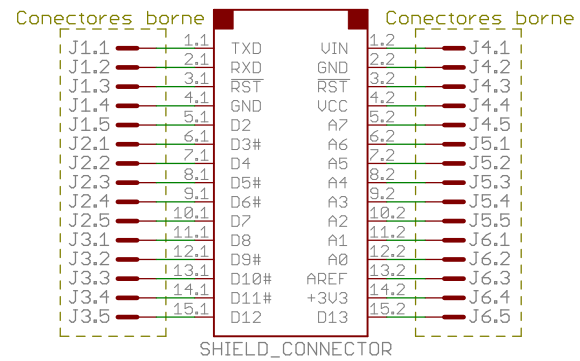 Conectores borne Conectores borne
J1.1 1.1 TXD VIN 1.2 J4.1
J1.2 2.1 RXD GND 2.2 J4.2
J1.3 3.1 RST RST 3.2 J4.3
J1.4 4.1 GND VCC 4.2 J4.4
J1.5 5.1 D2 A7 5.2 J4.5
J2.1 6.1 D3# A6 6.2 J5.1
J2.2 7.1 D4 A5 7.2 J5.2
J2.3 8.1 D5# A4 8.2 J5.3
J2.4 9.1 D6# A3 9.2 J5.4
J2.5 10.1 D7 A2 10.2 J5.5
J3.1 11.1 D8 A1 11.2 J6.1
J3.2 12.1 D9# A0 12.2 J6.2
J3.3 13.1 D10# AREF 13.2 J6.3
J3.4 14.1 D11# +3V3 14.2 J6.4
J3.5 15.1 D12 D13 15.2 J6.5
SHIELD_CONNECTOR